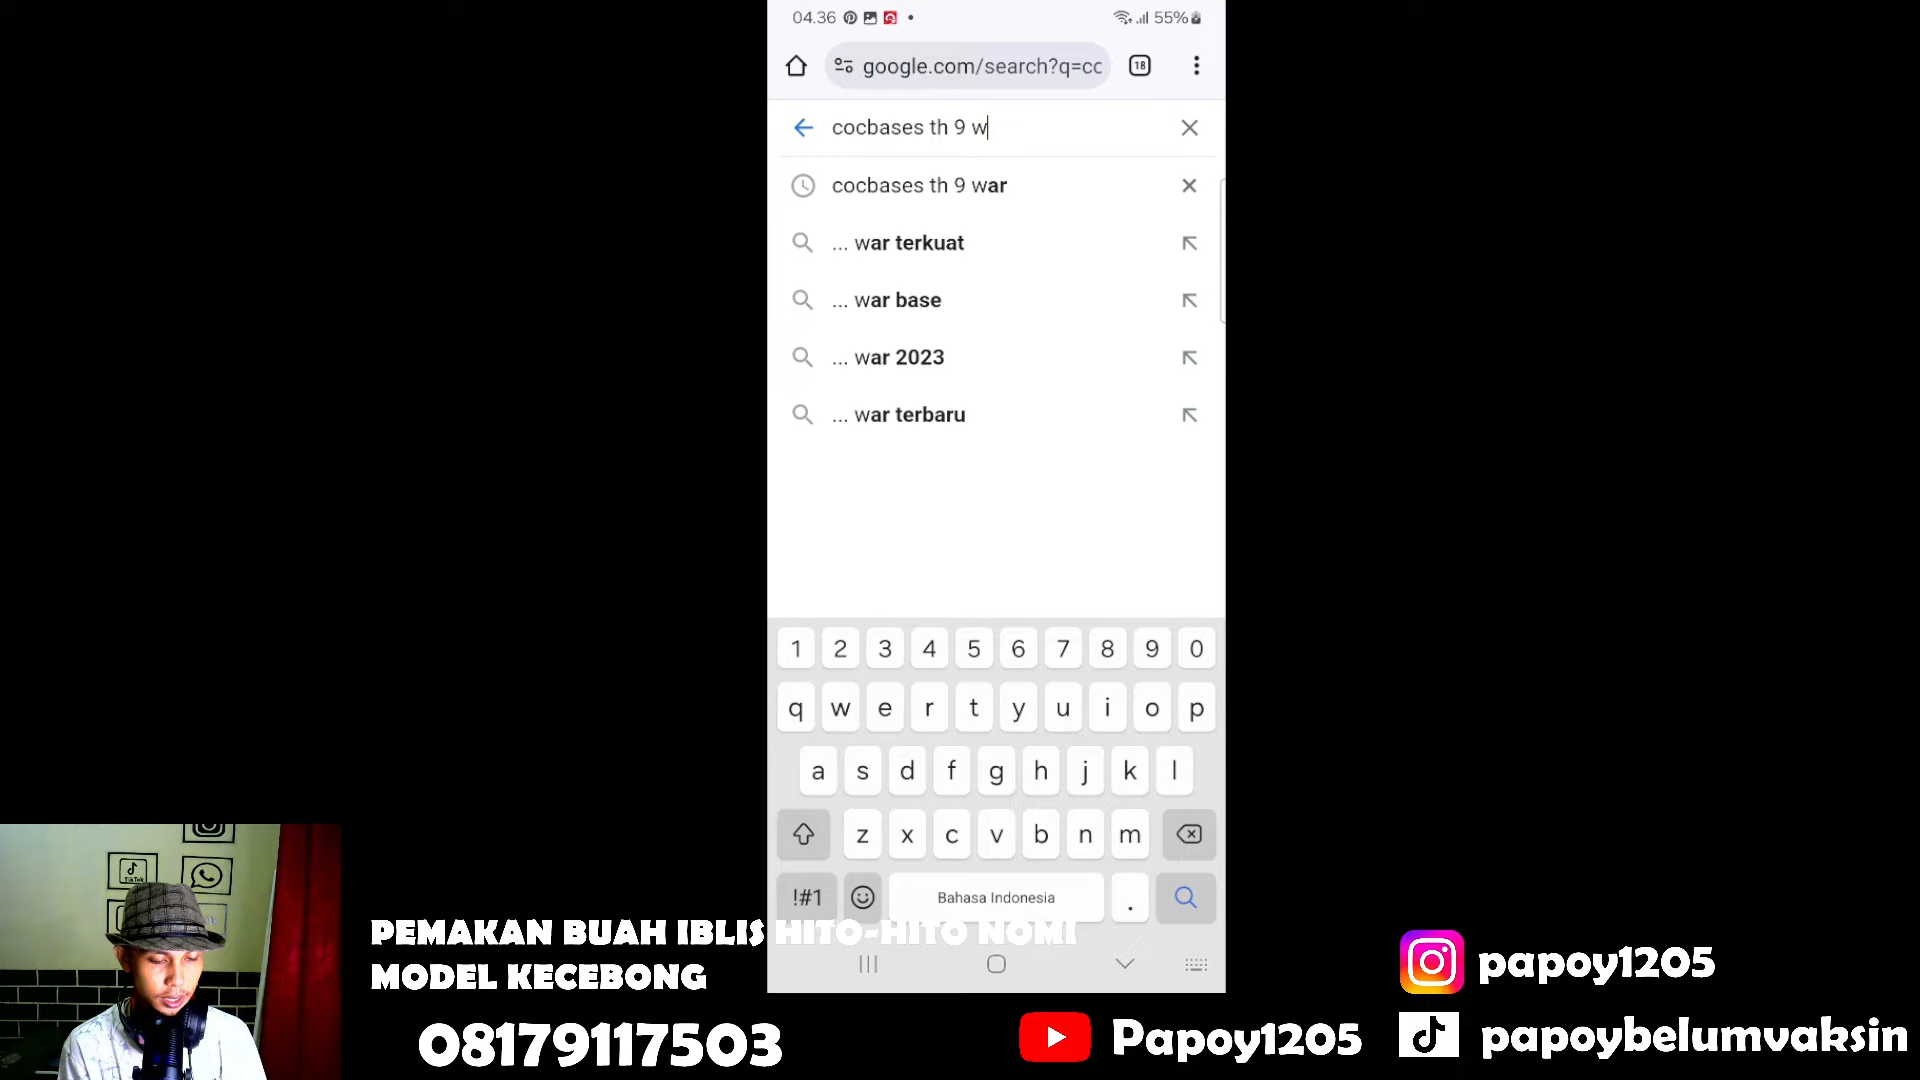 04.36
55%
google.com/search?q=cc
18
cocbases th 9 w
cocbases th 9 war
... war terkuat
... war base
... war 2023
... war terbaru
1 2 3 4 5 6 7 8 9 0
q w e r t y u i o p
a s d f g h j k l
z x c v b n m
!#1 Bahasa Indonesia .
TikTok
PEMAKAN BUAH IBLIS HITO-HITO NOMI
MODEL KECEBONG
08179117503
papoy1205
Papoy1205
papoybelumvaksin